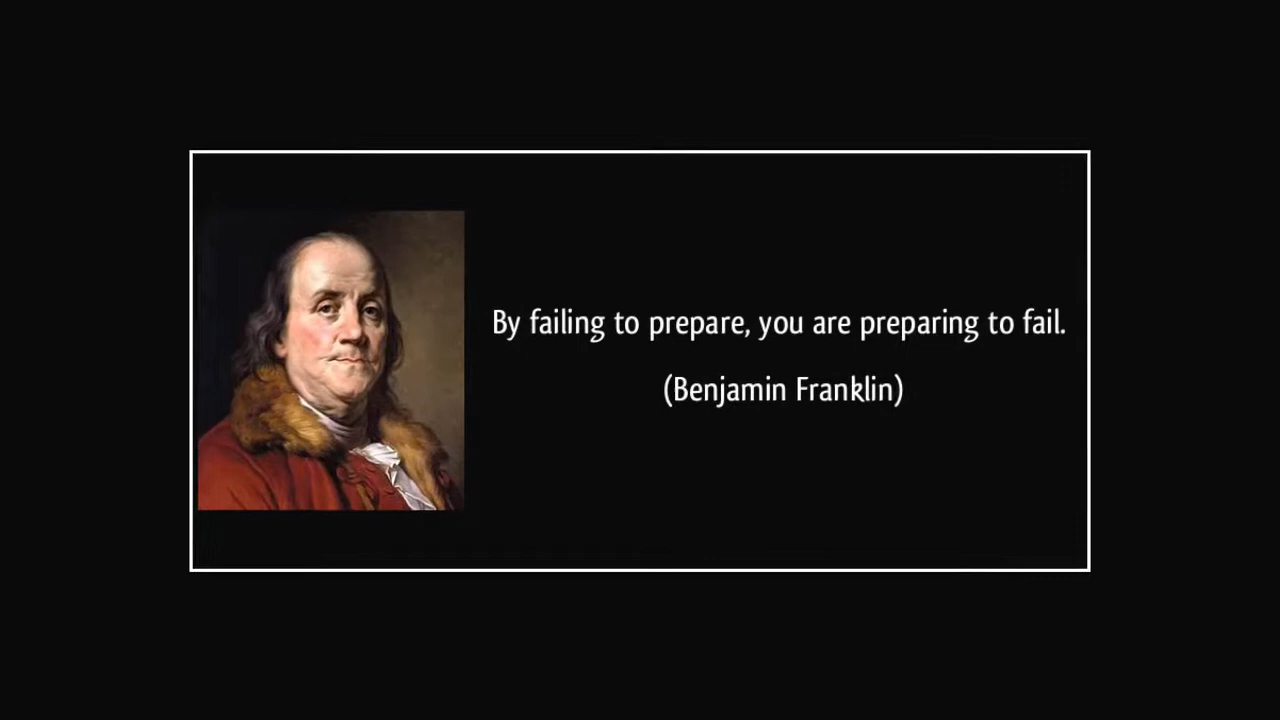 By failing to prepare, you are preparing to fail.
(Benjamin Franklin)